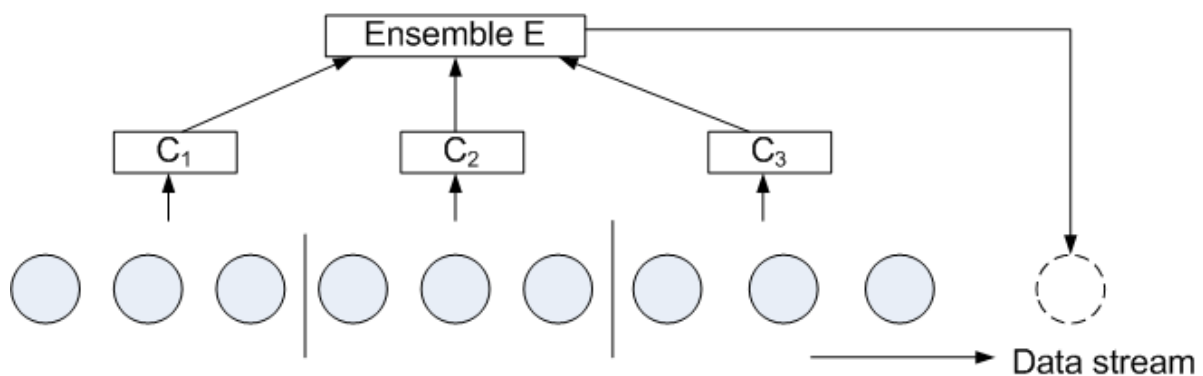 Ensemble E
C₁
C₂
C₃
Data stream